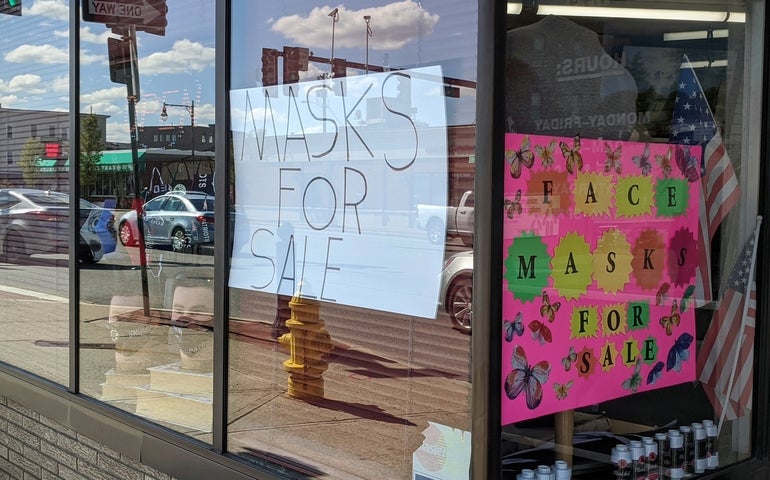 ONE WAY
MASKS
FOR
SALE
HOURS:
MONDAY-FRIDAY
FACE
MASKS
FOR
SALE